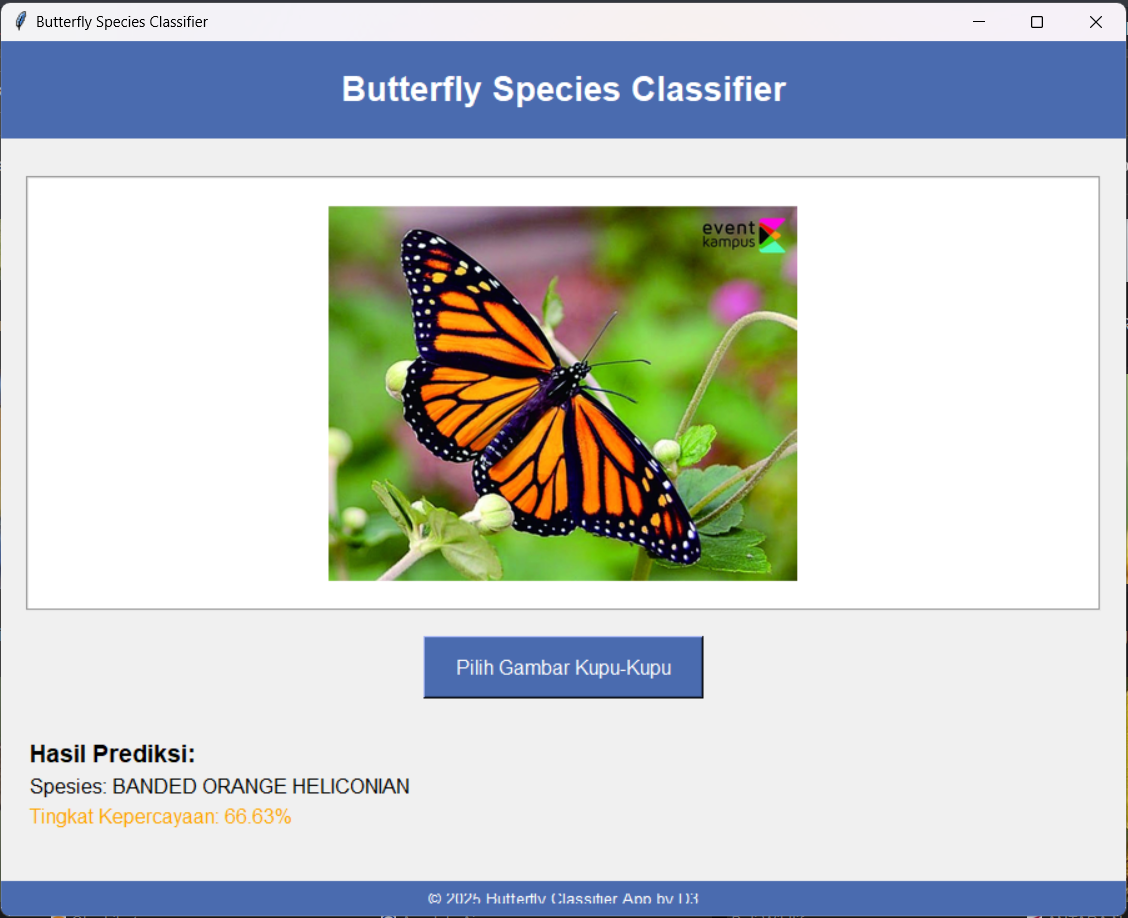 Butterfly Species Classifier
Butterfly Species Classifier
event
kampus
Pilih Gambar Kupu-Kupu
Hasil Prediksi:
Spesies: BANDED ORANGE HELICONIAN
Tingkat Kepercayaan: 66.63%
© 2025 Butterfly Classifier App by D3